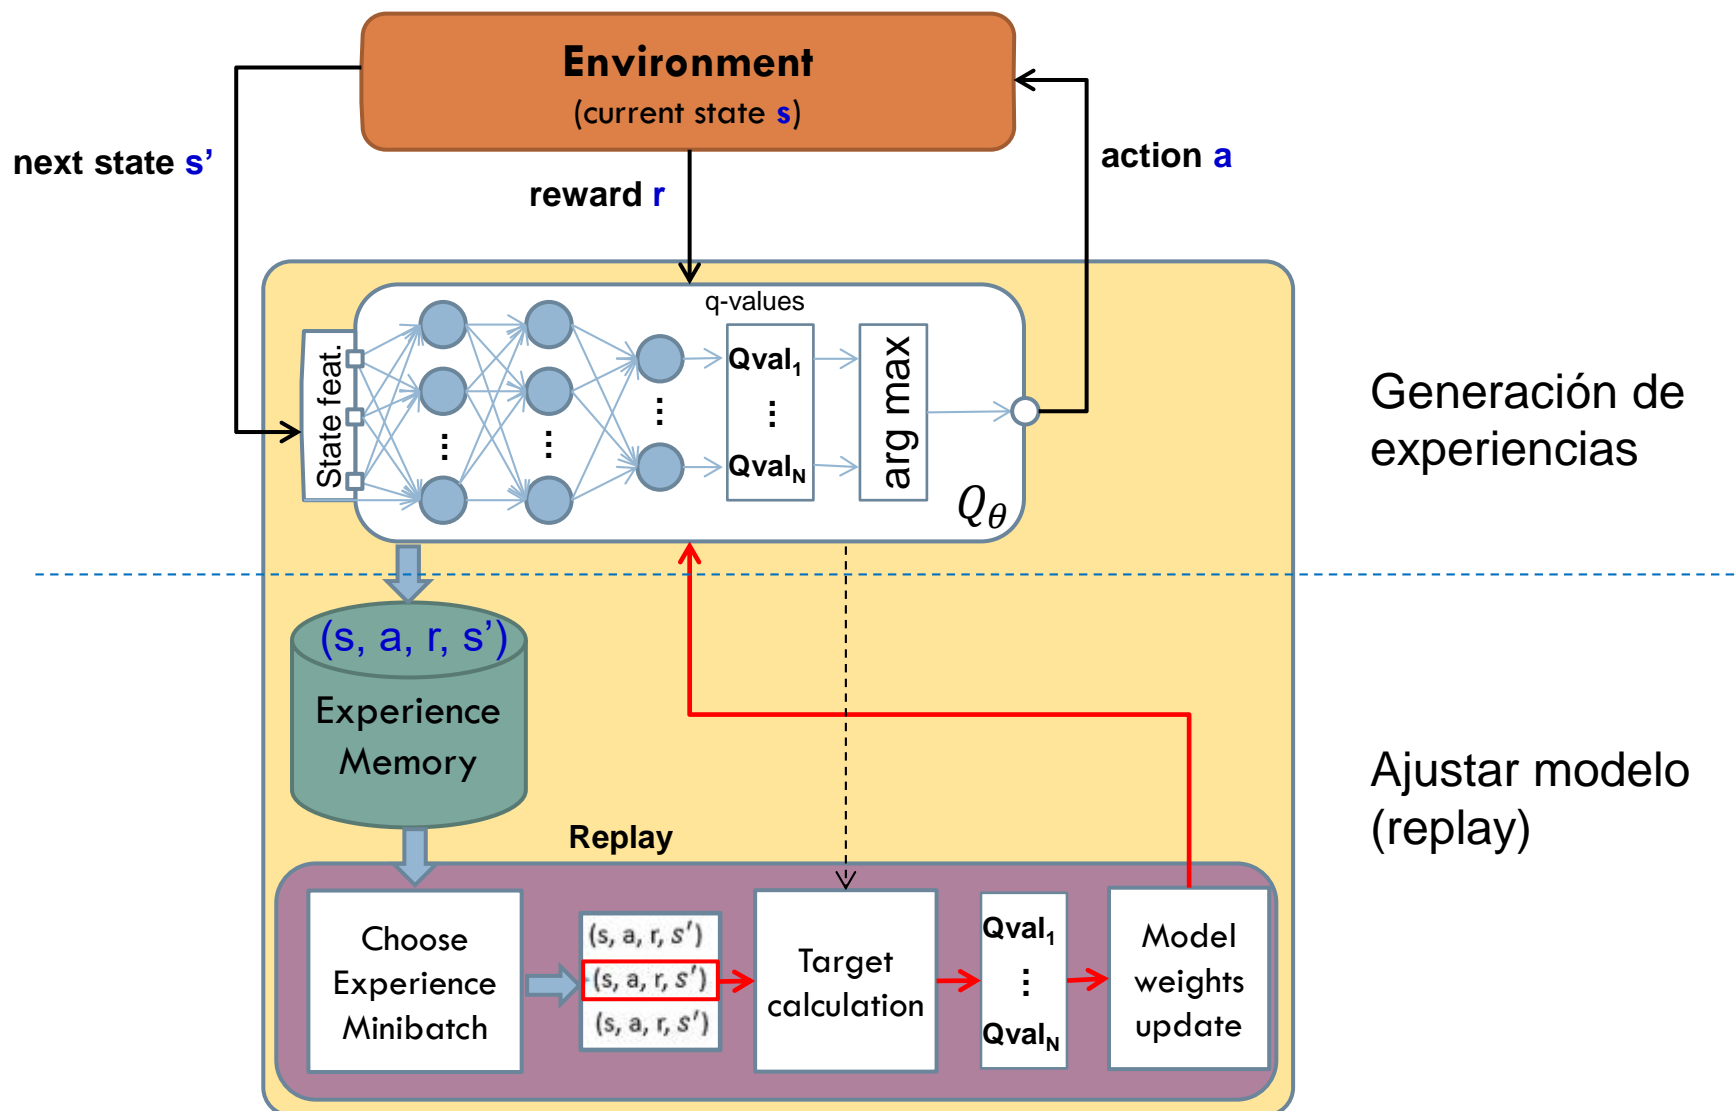 Environment
(current state s)
next state s’
reward r
action a
q-values
State feat.
Qval1
⋮
QvalN
arg max
Qθ
...
...
...
Generación de
experiencias
(s, a, r, s’)
Experience
Memory
Ajustar modelo
(replay)
Replay
Choose
Experience
Minibatch
(s, a, r, s′)
(s, a, r, s′)
(s, a, r, s′)
Target
calculation
Qval1
⋮
QvalN
Model
weights
update